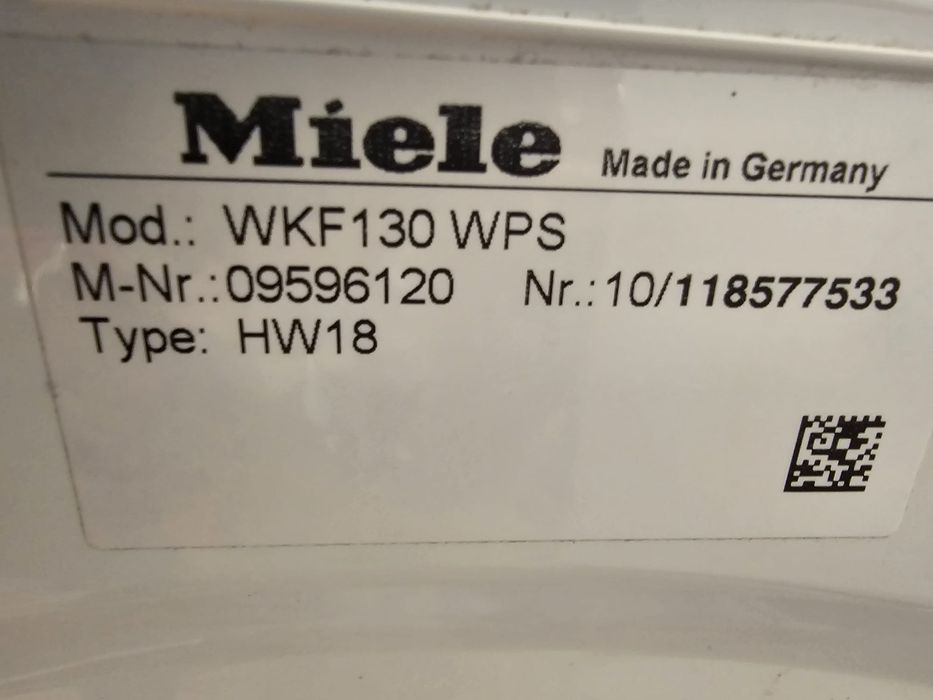 Miele Made in Germany
Mod.: WKF130 WPS
M-Nr.:09596120 Nr.:10/118577533
Type: HW18